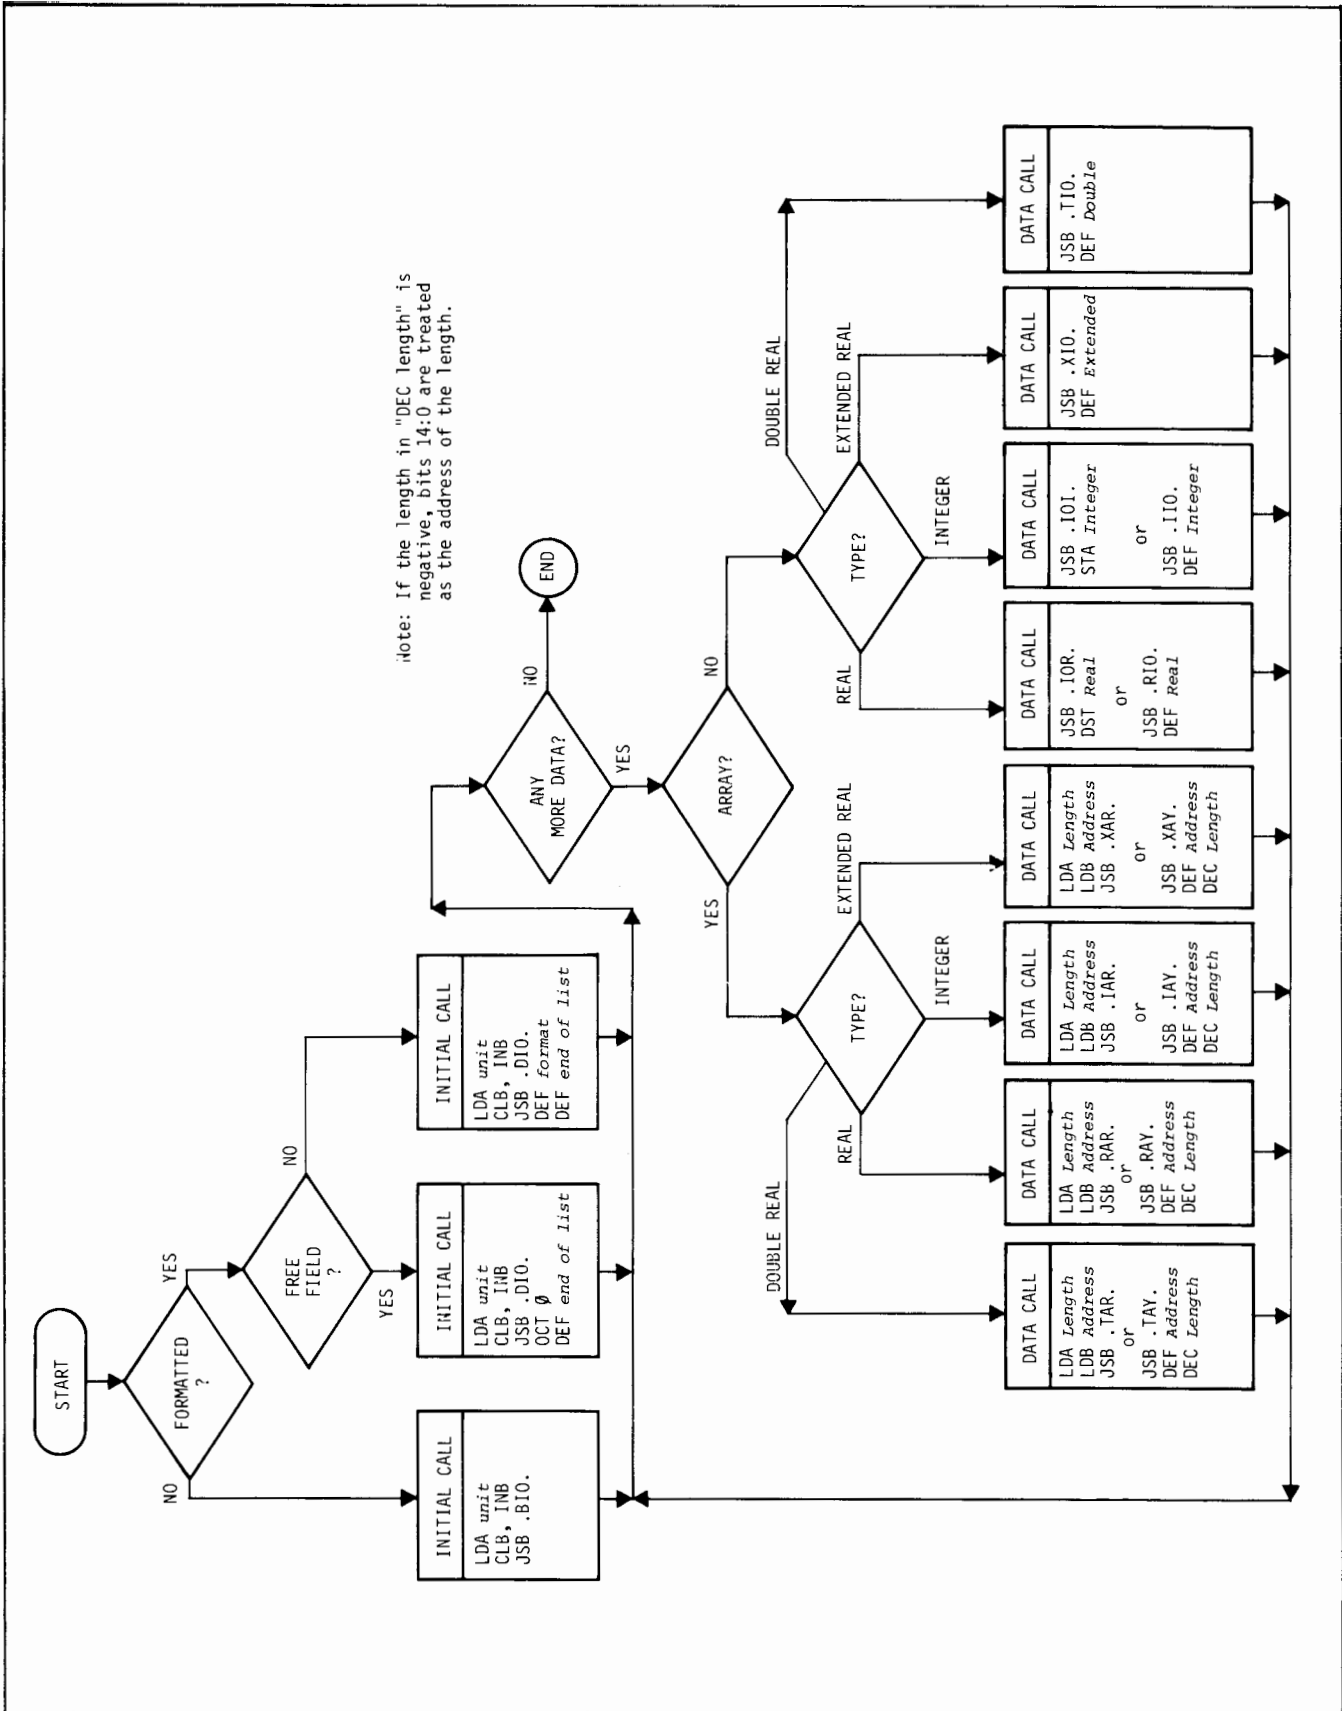 START
FORMATTED
?
NO
YES
FREE
FIELD
?
YES
NO
INITIAL CALL
LDA unit
CLB, INB
JSB .BIO.
INITIAL CALL
LDA unit
CLB, INB
JSB .DIO.
OCT Ø
DEF end of list
INITIAL CALL
LDA unit
CLB, INB
JSB .DIO.
DEF format
DEF end of list
Note: If the length in "DEC length" is
negative, bits 14:0 are treated
as the address of the length.
ANY
MORE DATA?
NO
END
YES
ARRAY?
YES
NO
TYPE?
DOUBLE REAL
REAL
INTEGER
EXTENDED REAL
TYPE?
REAL
INTEGER
EXTENDED REAL
DOUBLE REAL
DATA CALL
LDA Length
LDB Address
JSB .TAR.
or
JSB .TAY.
DEF Address
DEC Length
DATA CALL
LDA Length
LDB Address
JSB .RAR.
or
JSB .RAY.
DEF Address
DEC Length
DATA CALL
LDA Length
LDB Address
JSB .IAR.
or
JSB .IAY.
DEF Address
DEC Length
DATA CALL
LDA Length
LDB Address
JSB .XAR.
or
JSB .XAY.
DEF Address
DEC Length
DATA CALL
JSB .IOR.
DST Real
or
JSB .RIO.
DEF Real
DATA CALL
JSB .IOI.
STA Integer
or
JSB .IIO.
DEF Integer
DATA CALL
JSB .XIO.
DEF Extended
DATA CALL
JSB .TIO.
DEF Double